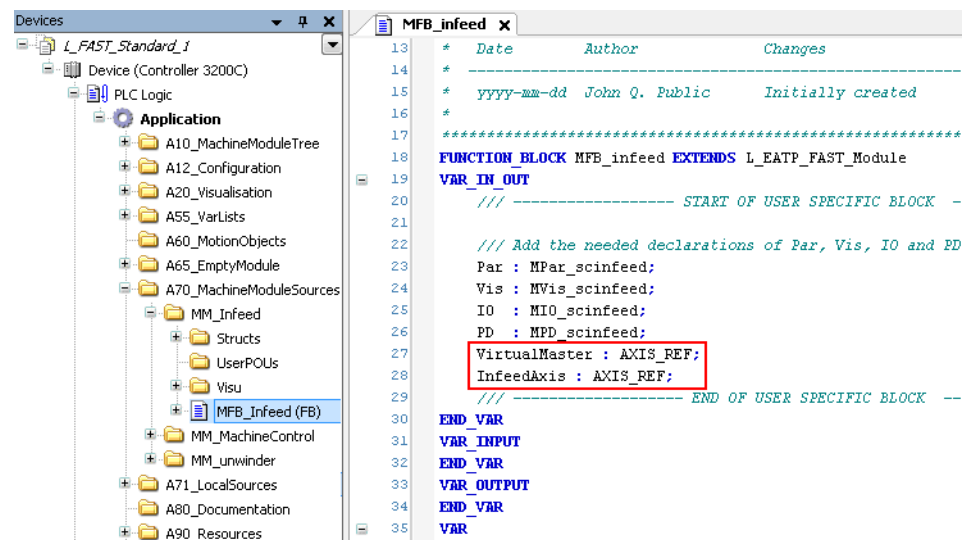 Devices
L_FAST_Standard_1
Device (Controller 3200C)
PLC Logic
Application
A10_MachineModuleTree
A12_Configuration
A20_Visualisation
A55_VarLists
A60_MotionObjects
A65_EmptyModule
A70_MachineModuleSources
MM_Infeed
Structs
UserPOUs
Visu
MFB_Infeed (FB)
MM_MachineControl
MM_unwinder
A71_LocalSources
A80_Documentation
A90_Resources
MFB_infeed
13 * Date Author Changes
14 * ------------------------------------------------------------
15 * yyyy-mm-dd John Q. Public Initially created
16 *
17 ************************************************************
18 FUNCTION_BLOCK MFB_infeed EXTENDS L_EATP_FAST_Module
19 VAR_IN_OUT
20 /// ------------------ START OF USER SPECIFIC BLOCK -
21
22 /// Add the needed declarations of Par, Vis, IO and PD
23 Par : MPar_scinfeed;
24 Vis : MVis_scinfeed;
25 IO : MIO_scinfeed;
26 PD : MPD_scinfeed;
27 VirtualMaster : AXIS_REF;
28 InfeedAxis : AXIS_REF;
29 /// ------------------- END OF USER SPECIFIC BLOCK --
30 END_VAR
31 VAR_INPUT
32 END_VAR
33 VAR_OUTPUT
34 END_VAR
35 VAR